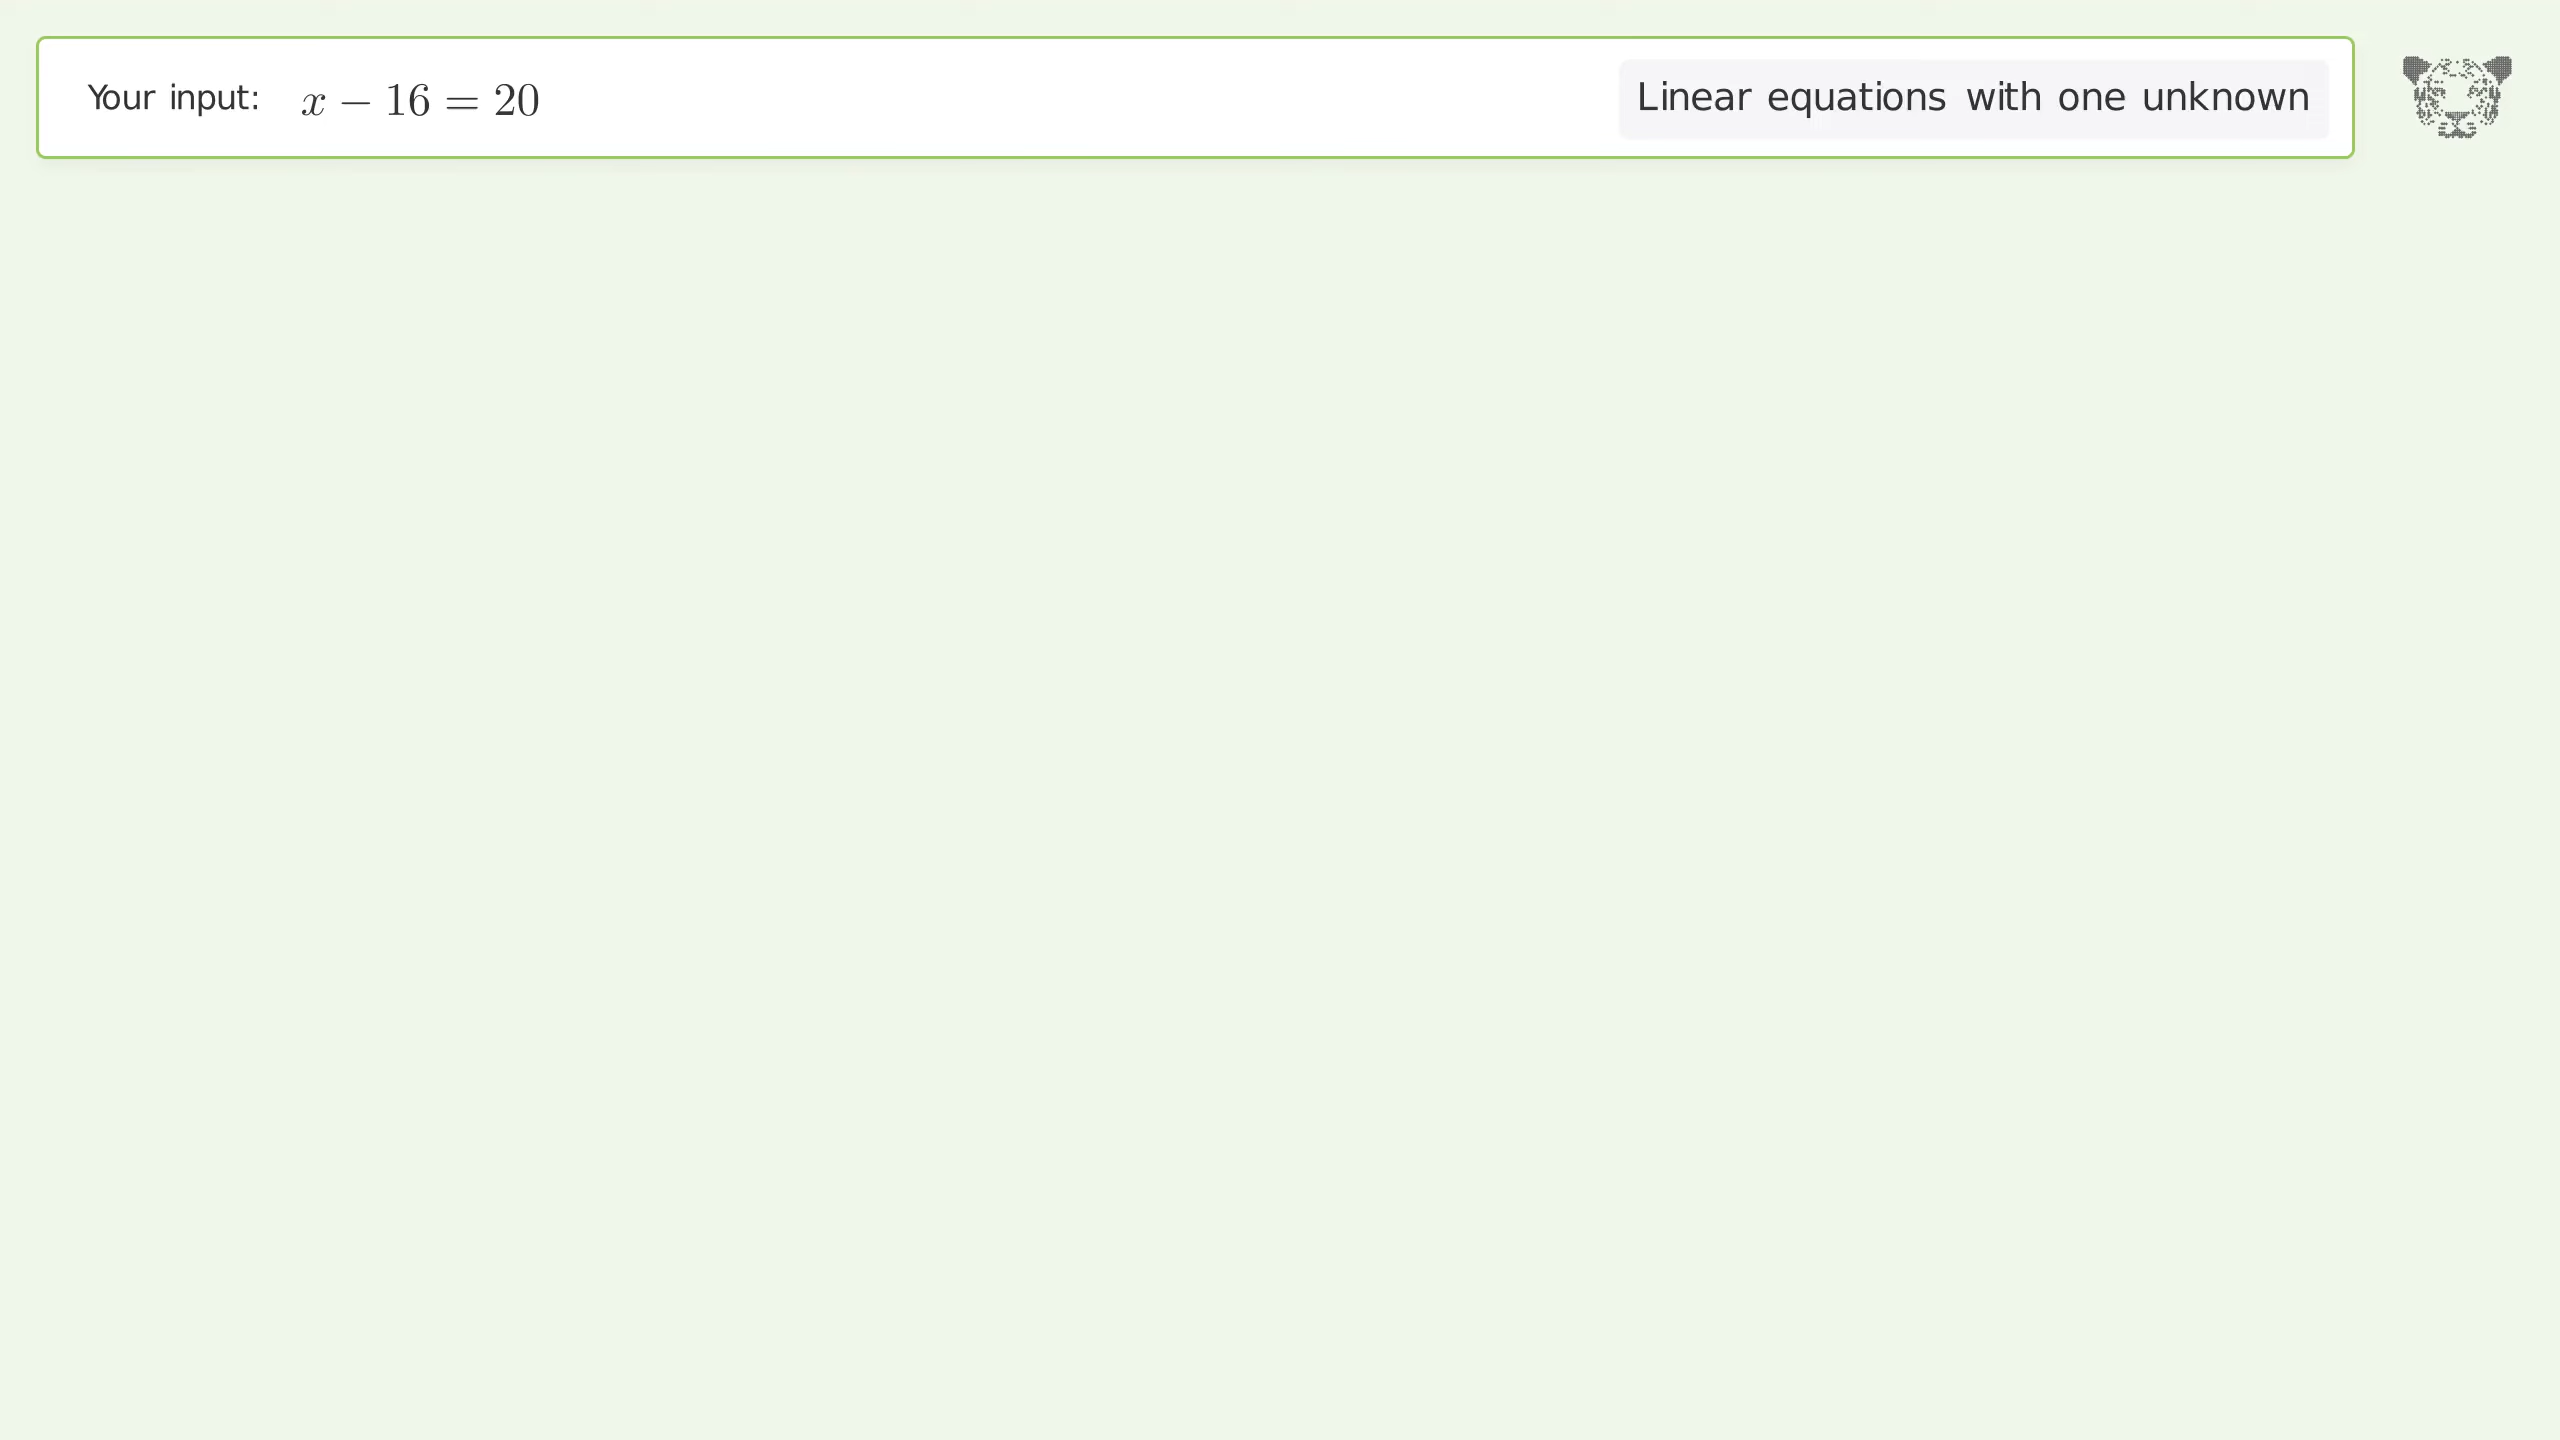 Your input: x − 16 = 20 Linear equations with one unknown